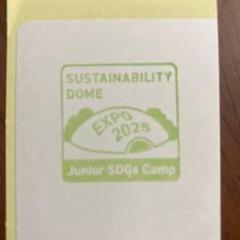 SUSTAINABILITY
DOME
EXPO
2025
Junior SDGs Camp